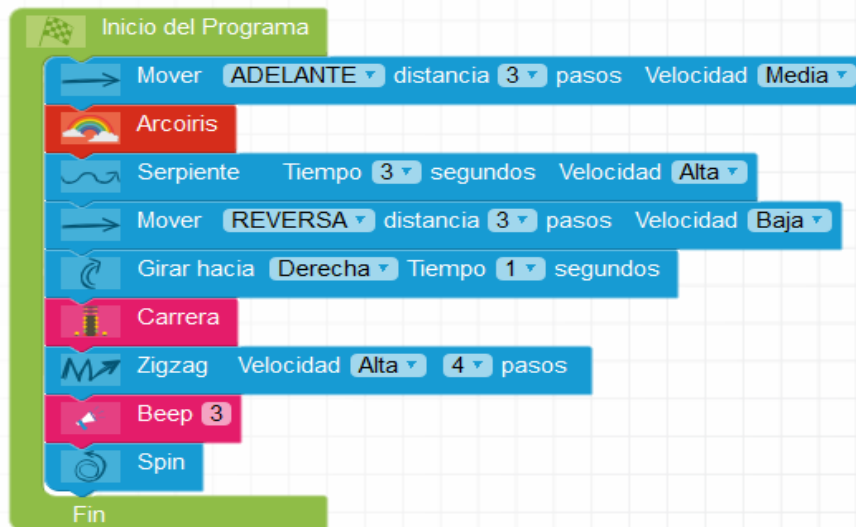 Inicio del Programa
Mover ADELANTE distancia 3 pasos Velocidad Media
Arcoiris
Serpiente Tiempo 3 segundos Velocidad Alta
Mover REVERSA distancia 3 pasos Velocidad Baja
Girar hacia Derecha Tiempo 1 segundos
Carrera
Zigzag Velocidad Alta 4 pasos
Beep 3
Spin
Fin